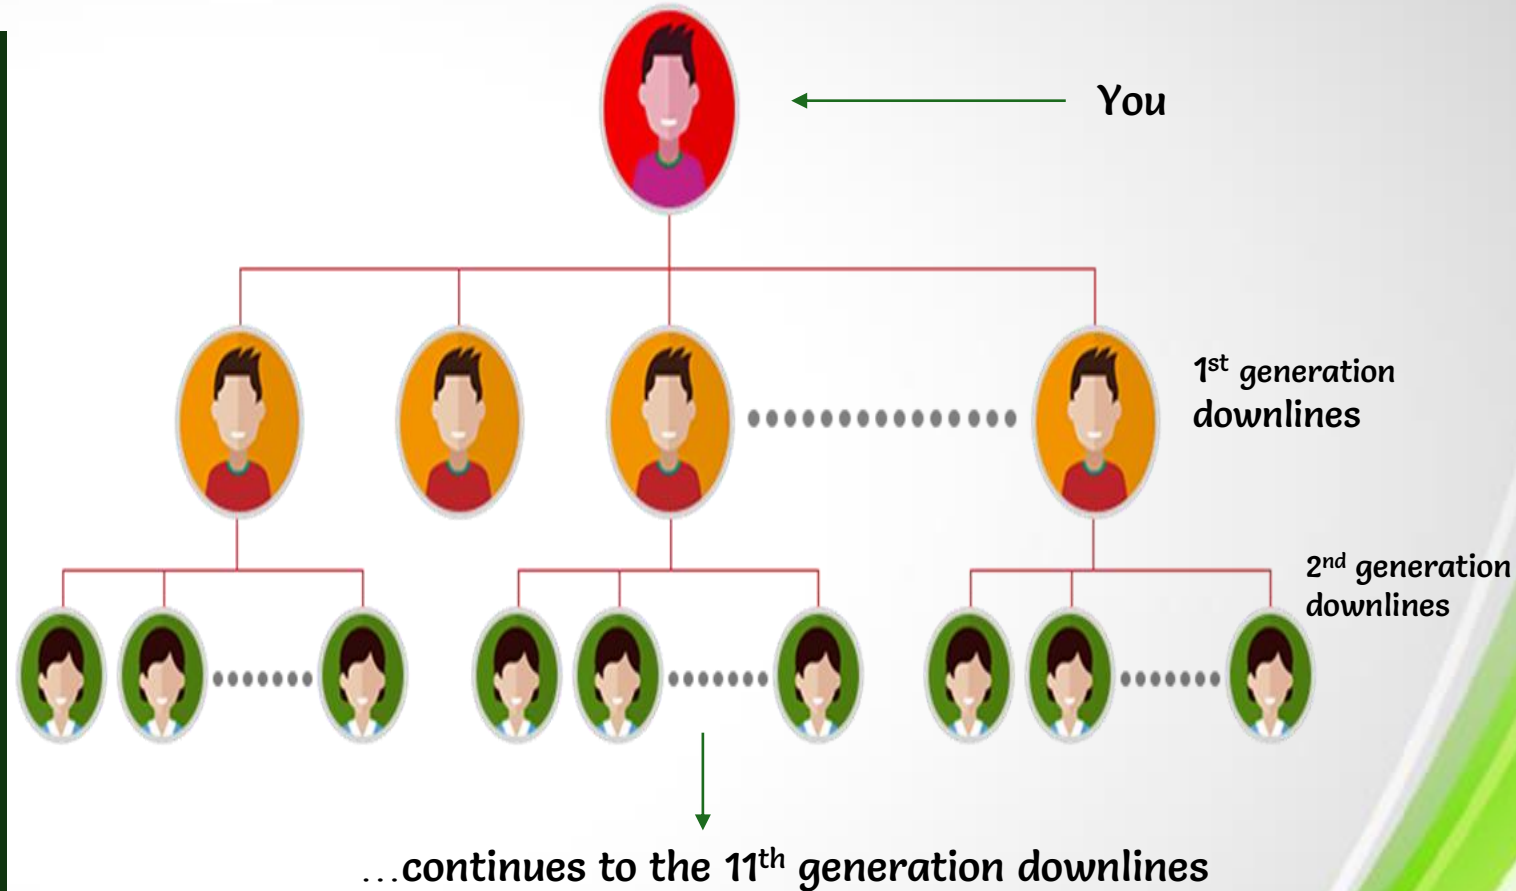 You
1st generation
downlines
2nd generation
downlines
...continues to the 11th generation downlines